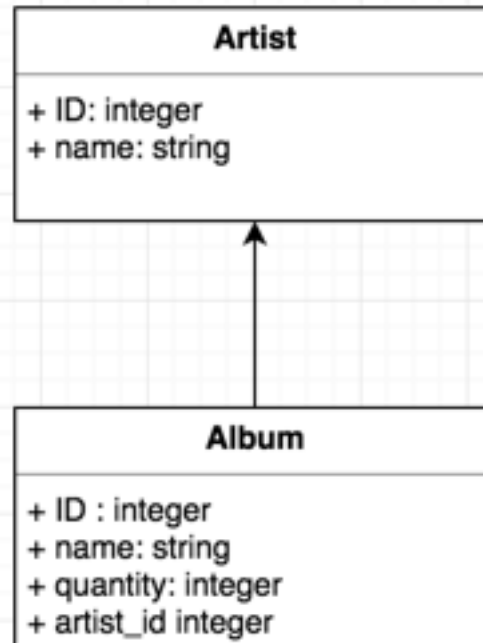 Artist
+ ID: integer
+ name: string
Album
+ ID : integer
+ name: string
+ quantity: integer
+ artist_id integer